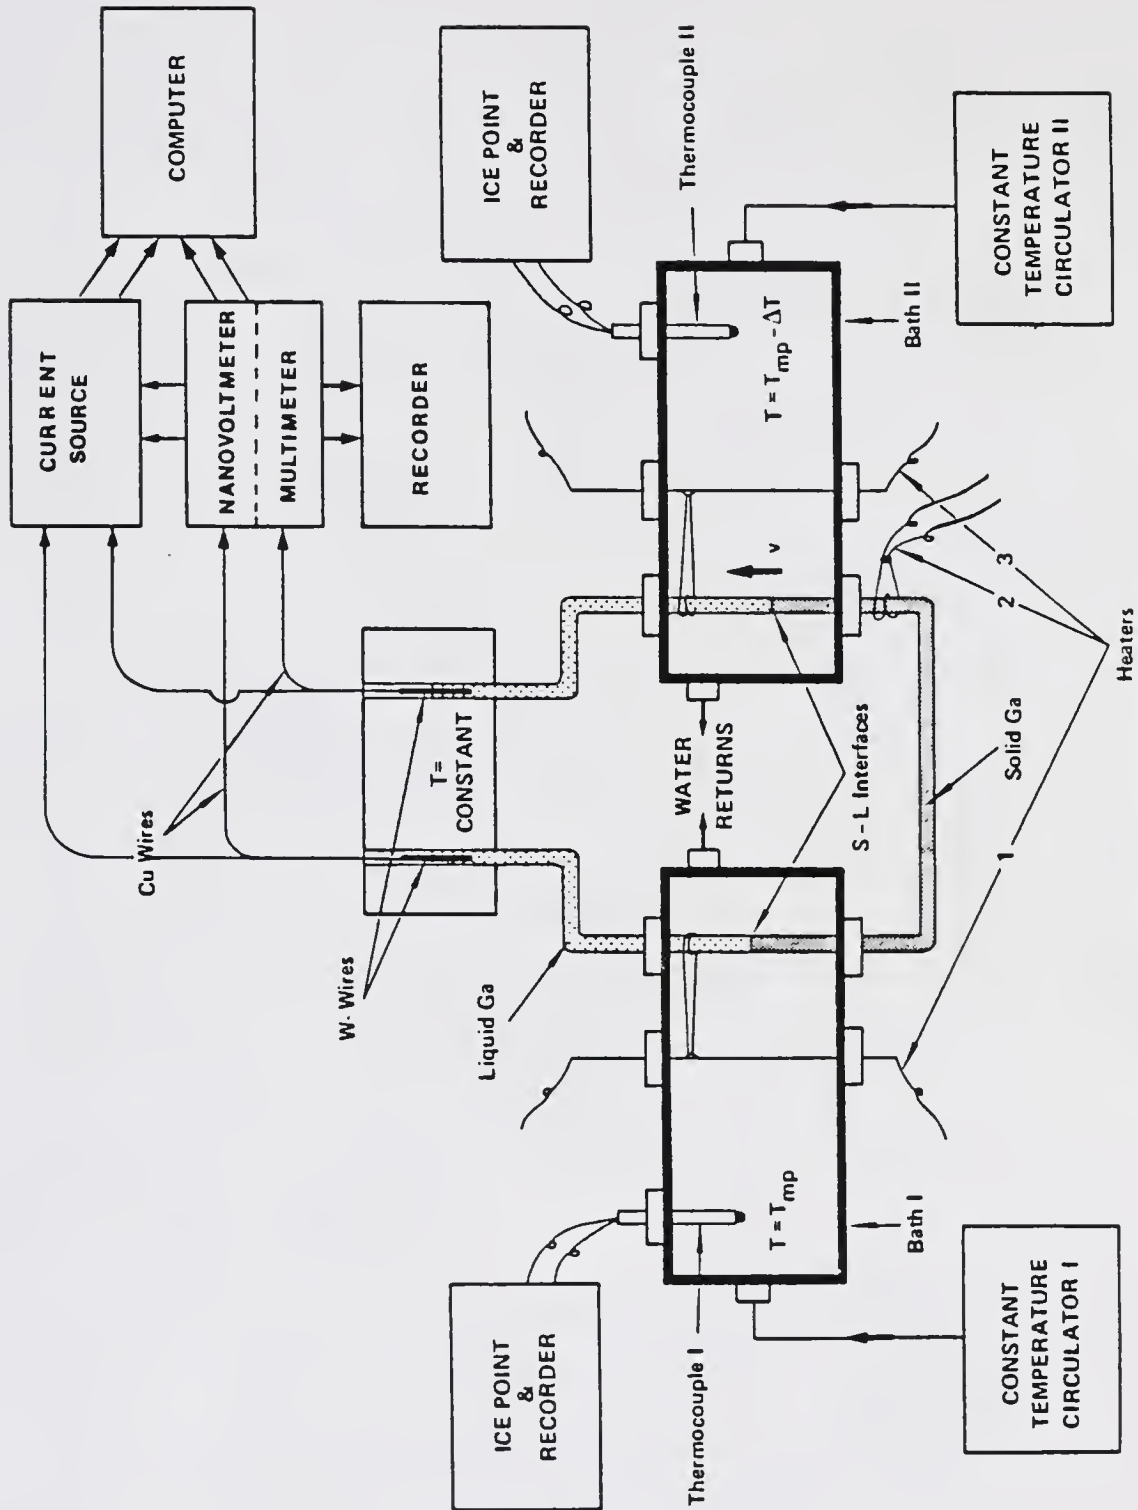 CURRENT
SOURCE
COMPUTER
NANOVOLTMETER
MULTIMETER
RECORDER
Cu Wires
W-Wires
T=
CONSTANT
Liquid Ga
ICE POINT
&
RECORDER
Thermocouple I
T = Tmp
Bath I
CONSTANT
TEMPERATURE
CIRCULATOR I
WATER
RETURNS
S-L Interfaces
Solid Ga
ICE POINT
&
RECORDER
Thermocouple II
T = Tmp - ΔT
v
Bath II
CONSTANT
TEMPERATURE
CIRCULATOR II
1
2
3
Heaters